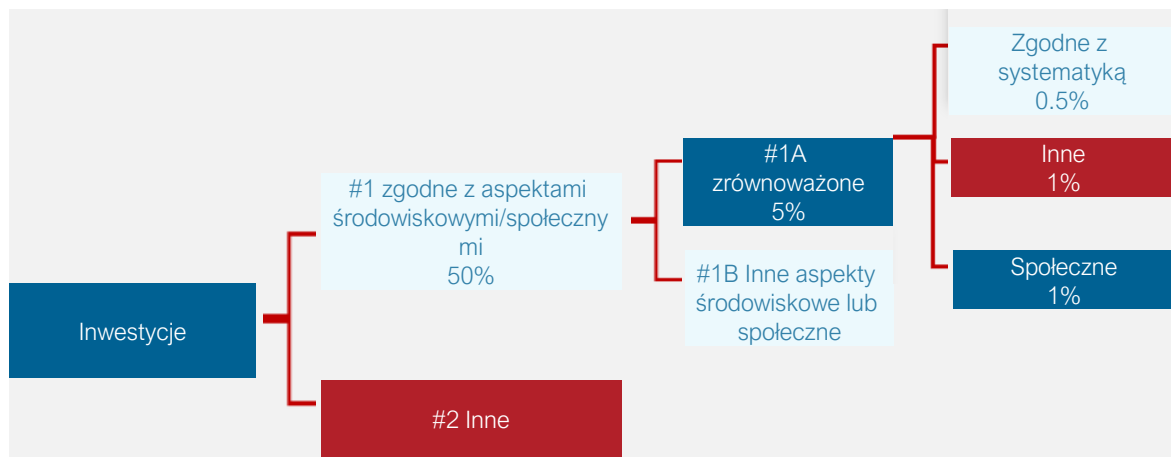 Inwestycje
#1 zgodne z aspektami
środowiskowymi/społeczny
mi
50%
#2 Inne
#1A
zrównoważone
5%
#1B Inne aspekty
środowiskowe lub
społeczne
Zgodne z
systematyką
0.5%
Inne
1%
Społeczne
1%